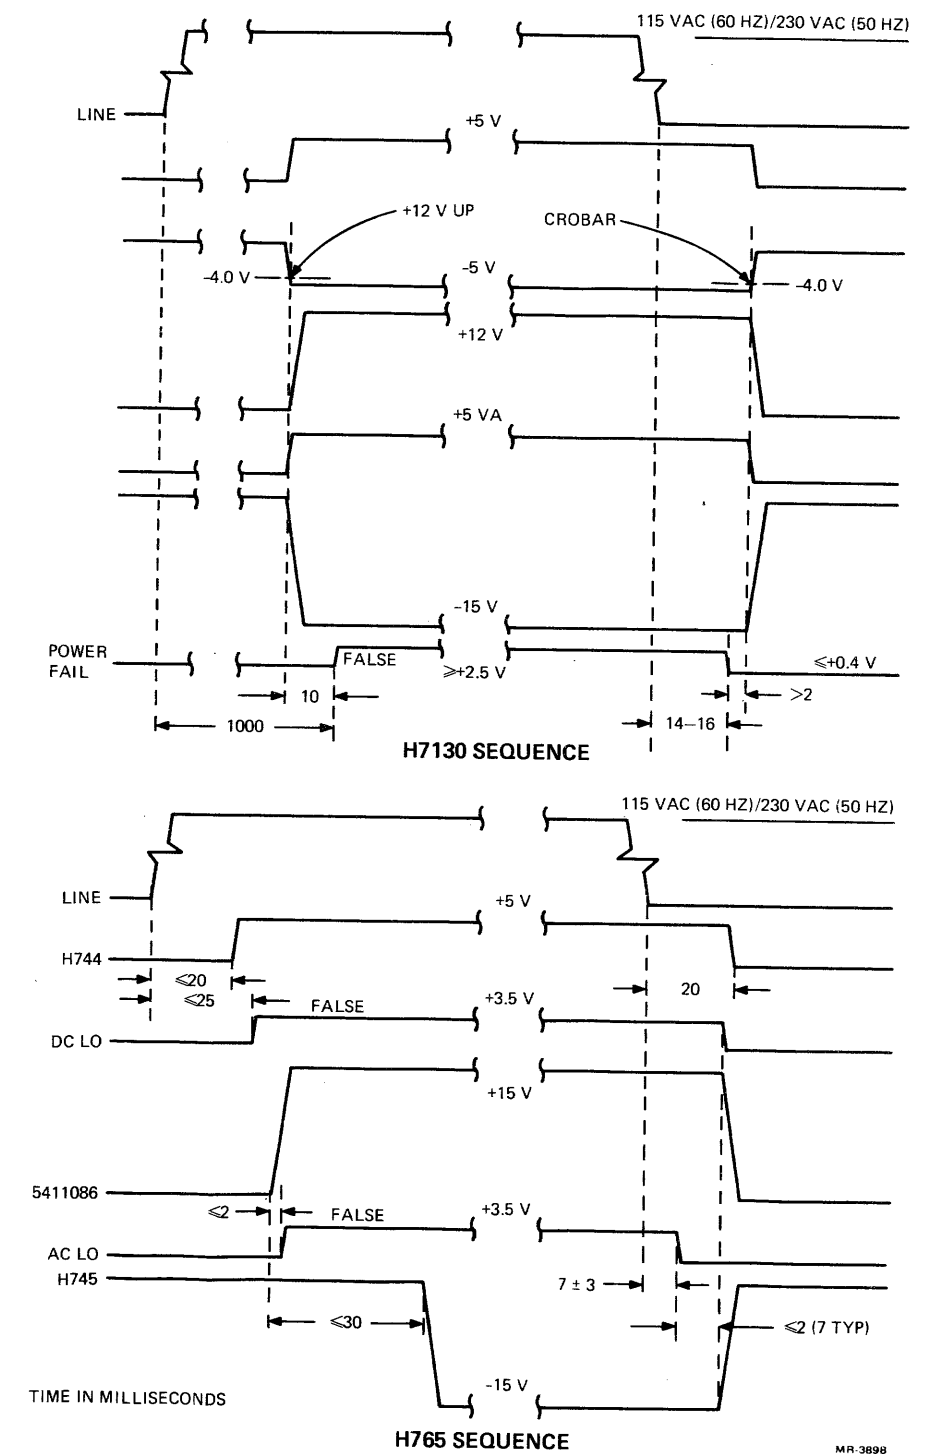 115 VAC (60 HZ)/230 VAC (50 HZ)
LINE
+5 V
+12 V UP
CROBAR
-4.0 V
-5 V
-4.0 V
+12 V
+5 VA
-15 V
POWER
FAIL
FALSE
⩾+2.5 V
⩽+0.4 V
10
>2
1000
14-16
H7130 SEQUENCE
115 VAC (60 HZ)/230 VAC (50 HZ)
LINE
+5 V
H744
⩽20
20
⩽25
FALSE
+3.5 V
DC LO
+15 V
5411086
⩽2
FALSE
+3.5 V
AC LO
H745
7 ± 3
⩽30
⩽2 (7 TYP)
-15 V
TIME IN MILLISECONDS
H765 SEQUENCE
MR-3898